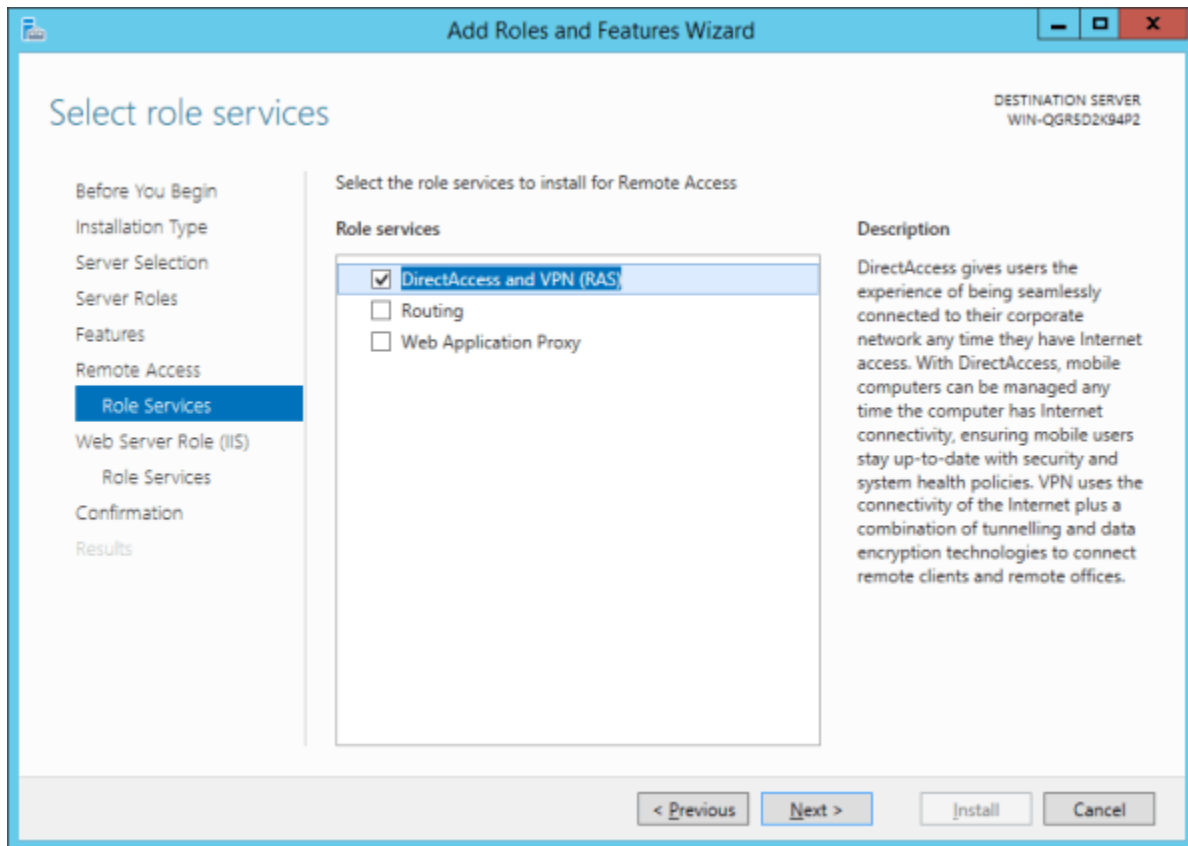 Add Roles and Features Wizard
Select role services
DESTINATION SERVER
WIN-QGR5D2K94P2
Before You Begin
Installation Type
Server Selection
Server Roles
Features
Remote Access
Role Services
Web Server Role (IIS)
Role Services
Confirmation
Results
Select the role services to install for Remote Access
Role services
DirectAccess and VPN (RAS)
Routing
Web Application Proxy
Description
DirectAccess gives users the
experience of being seamlessly
connected to their corporate
network any time they have Internet
access. With DirectAccess, mobile
computers can be managed any
time the computer has Internet
connectivity, ensuring mobile users
stay up-to-date with security and
system health policies. VPN uses the
connectivity of the Internet plus a
combination of tunnelling and data
encryption technologies to connect
remote clients and remote offices.
< Previous
Next >
Install
Cancel